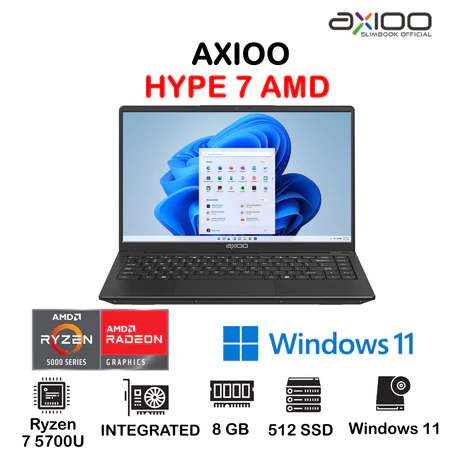 AXIOO
SLIMBOOK OFFICIAL
AXIOO
HYPE 7 AMD
AXIOO
AMD
RYZEN
5000 SERIES
AMD
RADEON
GRAPHICS
Windows 11
Ryzen
7 5700U
INTEGRATED
8 GB
512 SSD
Windows 11